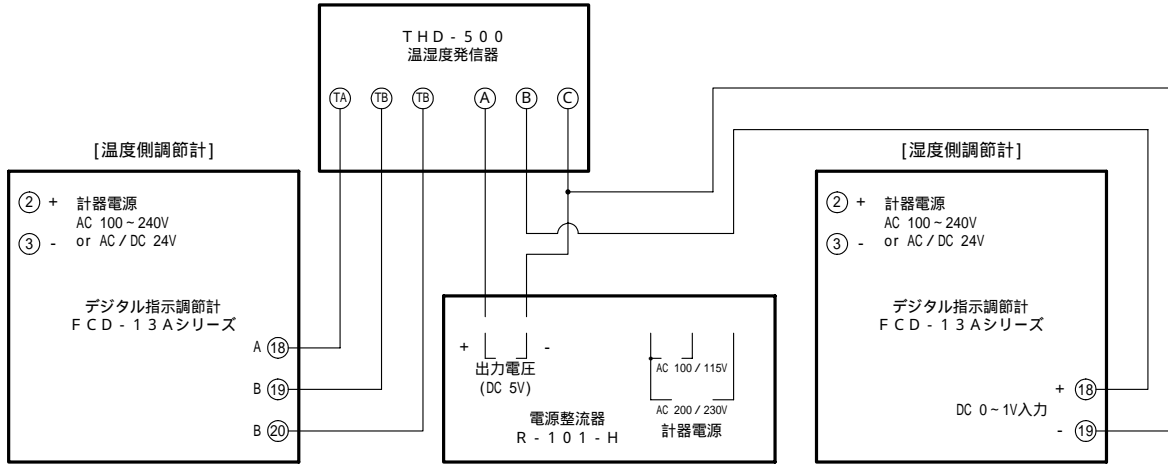 THD-500
温湿度発信器
TA TB TB A B C
[温度側調節計]
2 + 計器電源
AC 100~240V
3 - or AC/DC 24V
デジタル指示調節計
FCD-13Aシリーズ
A 18
B 19
B 20
+ -
出力電圧
(DC 5V)
AC 100/115V
AC 200/230V
計器電源
電源整流器
R-101-H
[湿度側調節計]
2 + 計器電源
AC 100~240V
3 - or AC/DC 24V
デジタル指示調節計
FCD-13Aシリーズ
+ 18
DC 0~1V入力
- 19